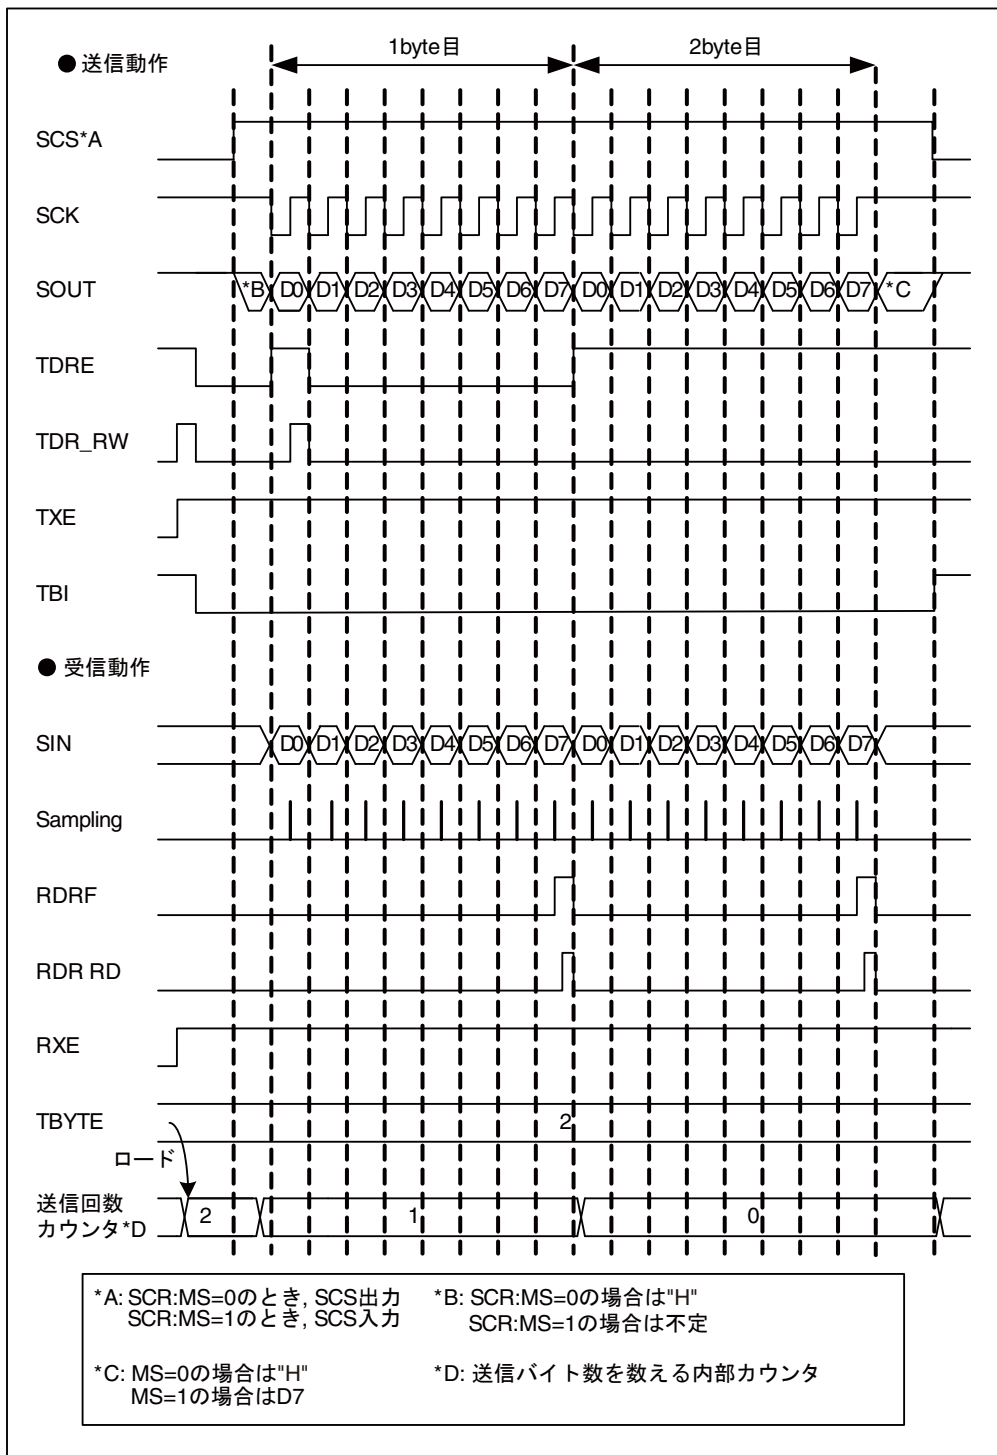 1byte目 2byte目
● 送信動作
SCS*A
SCK
SOUT *B D0 D1 D2 D3 D4 D5 D6 D7 D0 D1 D2 D3 D4 D5 D6 D7 *C
TDRE
TDR_RW
TXE
TBI
● 受信動作
SIN D0 D1 D2 D3 D4 D5 D6 D7 D0 D1 D2 D3 D4 D5 D6 D7
Sampling
RDRF
RDR RD
RXE
TBYTE 2
ロード
送信回数
カウンタ*D 2 1 0
*A: SCR:MS=0のとき, SCS出力
SCR:MS=1のとき, SCS入力
*B: SCR:MS=0の場合は"H"
SCR:MS=1の場合は不定
*C: MS=0の場合は"H"
MS=1の場合はD7
*D: 送信バイト数を数える内部カウンタ